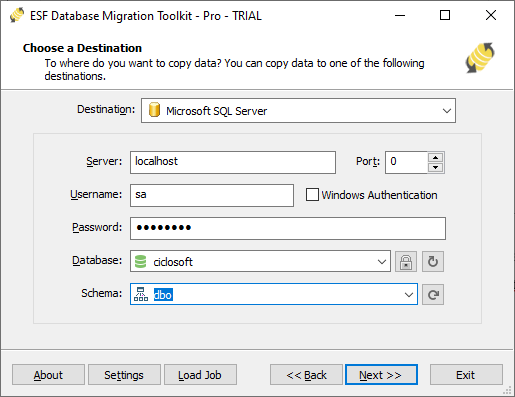 ESF Database Migration Toolkit - Pro - TRIAL
Choose a Destination
To where do you want to copy data? You can copy data to one of the following
destinations.
Destination: Microsoft SQL Server
Server: localhost Port: 0
Username: sa Windows Authentication
Password: ●●●●●●●●
Database: ciclosoft
Schema: dbo
About Settings Load Job << Back Next >> Exit